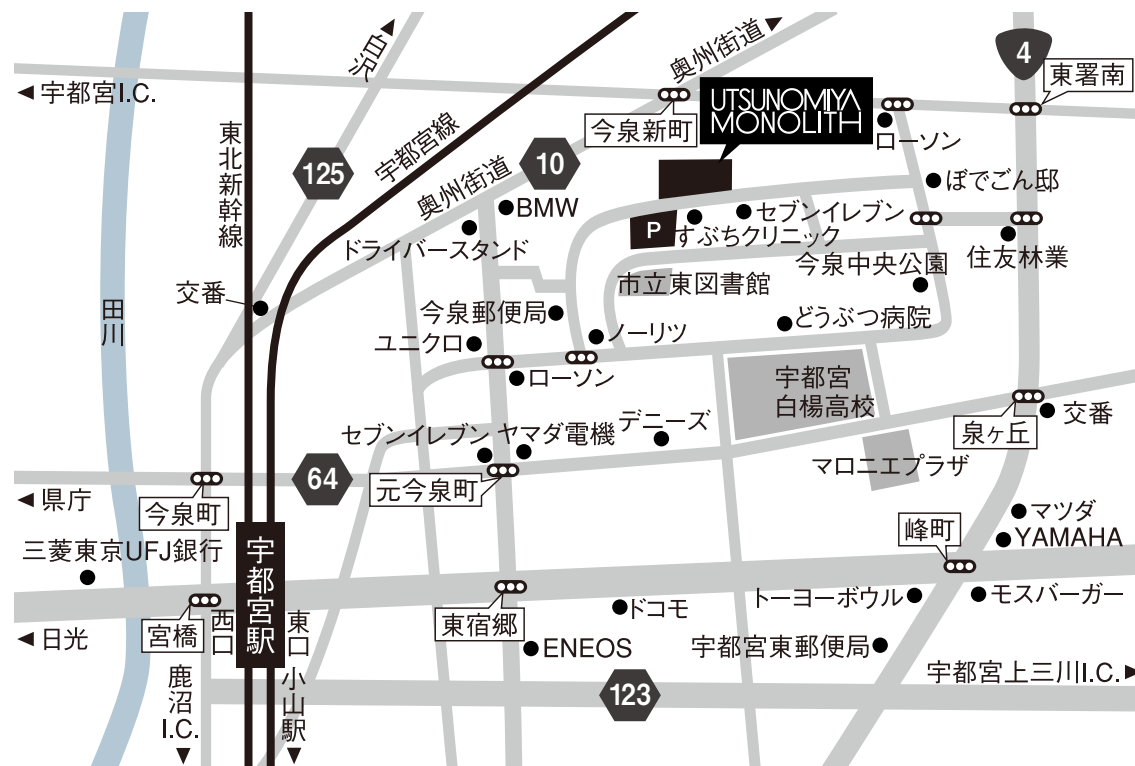 白沢
奥州街道
4
東署南
宇都宮I.C.
UTSUNOMIYA
MONOLITH
今泉新町
ローソン
東北新幹線
宇都宮線
125
10
奥州街道
BMW
ぼでごん邸
セブンイレブン
P
すぶちクリニック
ドライバースタンド
住友林業
今泉中央公園
市立東図書館
交番
田川
今泉郵便局
どうぶつ病院
ユニクロ
ノーリツ
ローソン
宇都宮
白楊高校
交番
デニーズ
泉ヶ丘
セブンイレブン
ヤマダ電機
マロニエプラザ
64
元今泉町
県庁
今泉町
マツダ
峰町
YAMAHA
三菱東京UFJ銀行
宇都宮駅
モスバーガー
トーヨーボウル
ドコモ
東宿郷
宮橋
西口
東口
日光
ENEOS
宇都宮東郵便局
宇都宮上三川I.C.
鹿沼
I.C.
小山駅
123